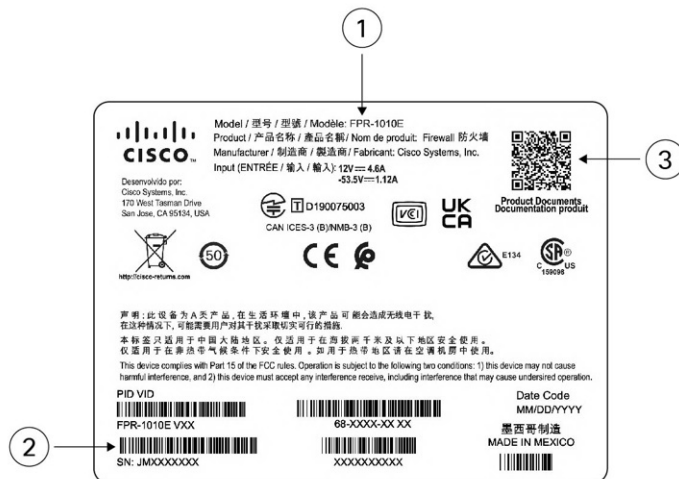 1
CISCO
Model / 型号 / 型號 / Modèle: FPR-1010E
Product / 产品名称 / 產品名稱 / Nom de produit: Firewall 防火墙
Manufacturer / 制造商 / 製造商 / Fabricant: Cisco Systems, Inc.
Input (ENTRÉE / 输入 / 輸入): 12V⎓4.6A
-53.5V⎓1.12A
3
Product Documents
Documentation produit
Desenvolvido por:
Cisco Systems, Inc.
170 West Tasman Drive
San Jose, CA 95134, USA
T D190075003
VCI
UK
CA
CAN ICES-3 (B)/NMB-3 (B)
50
http://cisco-returns.com
CE
E134
C SA US
159098
声明:此设备为A类产品,在生活环境中,该产品可能会造成无线电干扰,
在这种情况下,可能需要用户对其干扰采取切实可行的措施.
本标签只适用于中国大陆地区。仅适用于在海拔两千米及以下地区安全使用。
仅适用于在非热带气候条件下安全使用。如用于热带地区请在空调机房中使用。
This device complies with Part 15 of the FCC rules. Operation is subject to the following two conditions: 1) this device may not cause
harmful interference, and 2) this device must accept any interference receive, including interference that may cause undersired operation.
PID VID
FPR-1010E VXX
68-XXXX-XX XX
Date Code
MM/DD/YYYY
墨西哥制造
MADE IN MEXICO
2
SN: JMXXXXXXX
XXXXXXXXXX